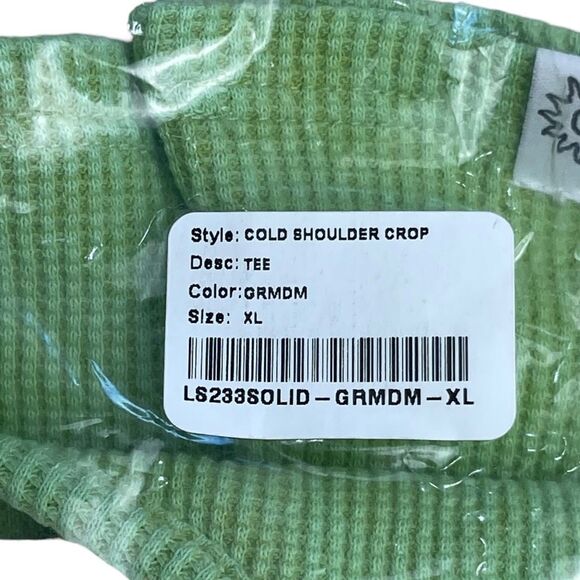 Style: COLD SHOULDER CROP
Desc: TEE
Color: GRMDM
Size: XL
LS233SOLID-GRMDM-XL